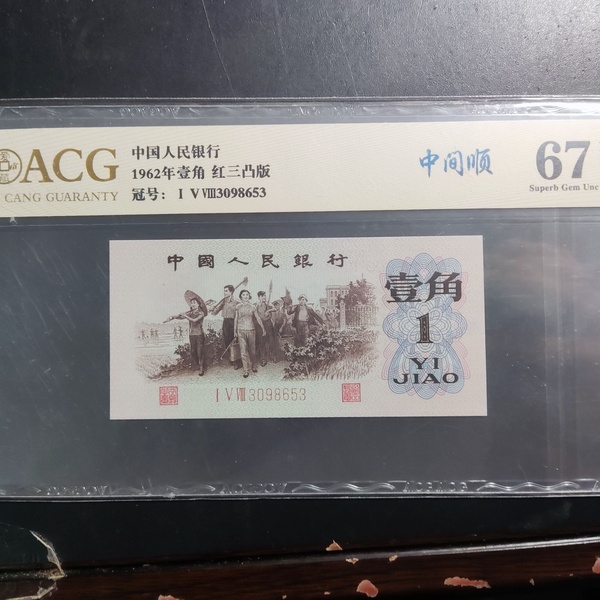 ACG
CANG GUARANTY
中国人民银行
1962年壹角 红三凸版
冠号： I V VIII3098653
中间顺
67
Superb Gem Unc
中國人民銀行
壹角
1
YI
JIAO
I V VIII 3098653